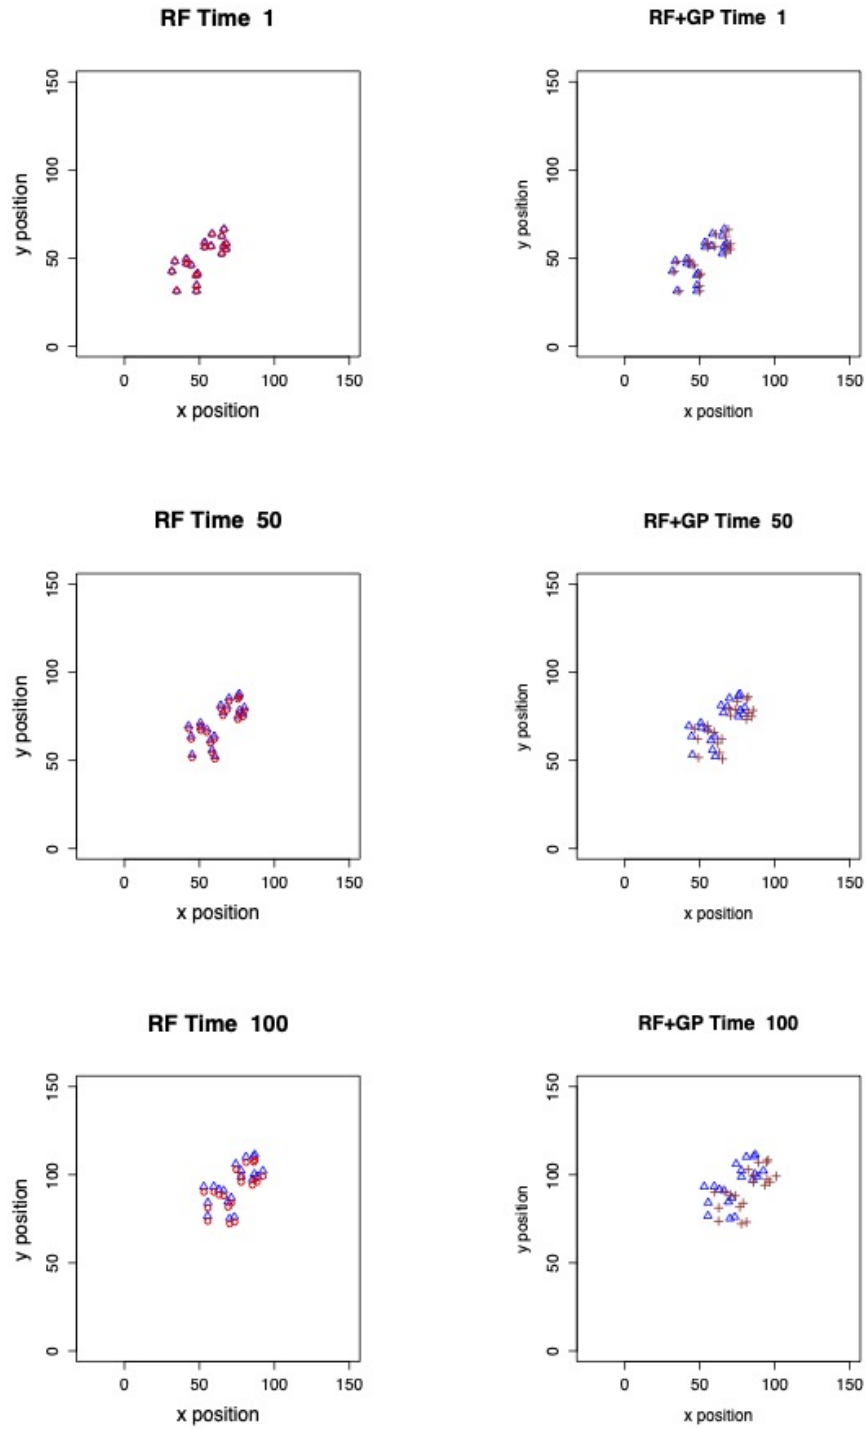 RF Time 1
150
100
50
0
y position
0 50 100 150
x position
RF+GP Time 1
150
100
50
0
y position
0 50 100 150
x position
RF Time 50
150
100
50
0
y position
0 50 100 150
x position
RF+GP Time 50
150
100
50
0
y position
0 50 100 150
x position
RF Time 100
150
100
50
0
y position
0 50 100 150
x position
RF+GP Time 100
150
100
50
0
y position
0 50 100 150
x position